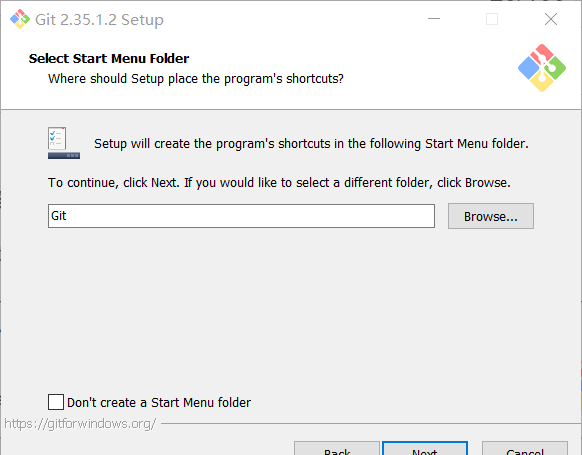 Git 2.35.1.2 Setup
Select Start Menu Folder
Where should Setup place the program's shortcuts?
Setup will create the program's shortcuts in the following Start Menu folder.
To continue, click Next. If you would like to select a different folder, click Browse.
Git
Browse...
Don't create a Start Menu folder
https://gitforwindows.org/
Back Next Cancel